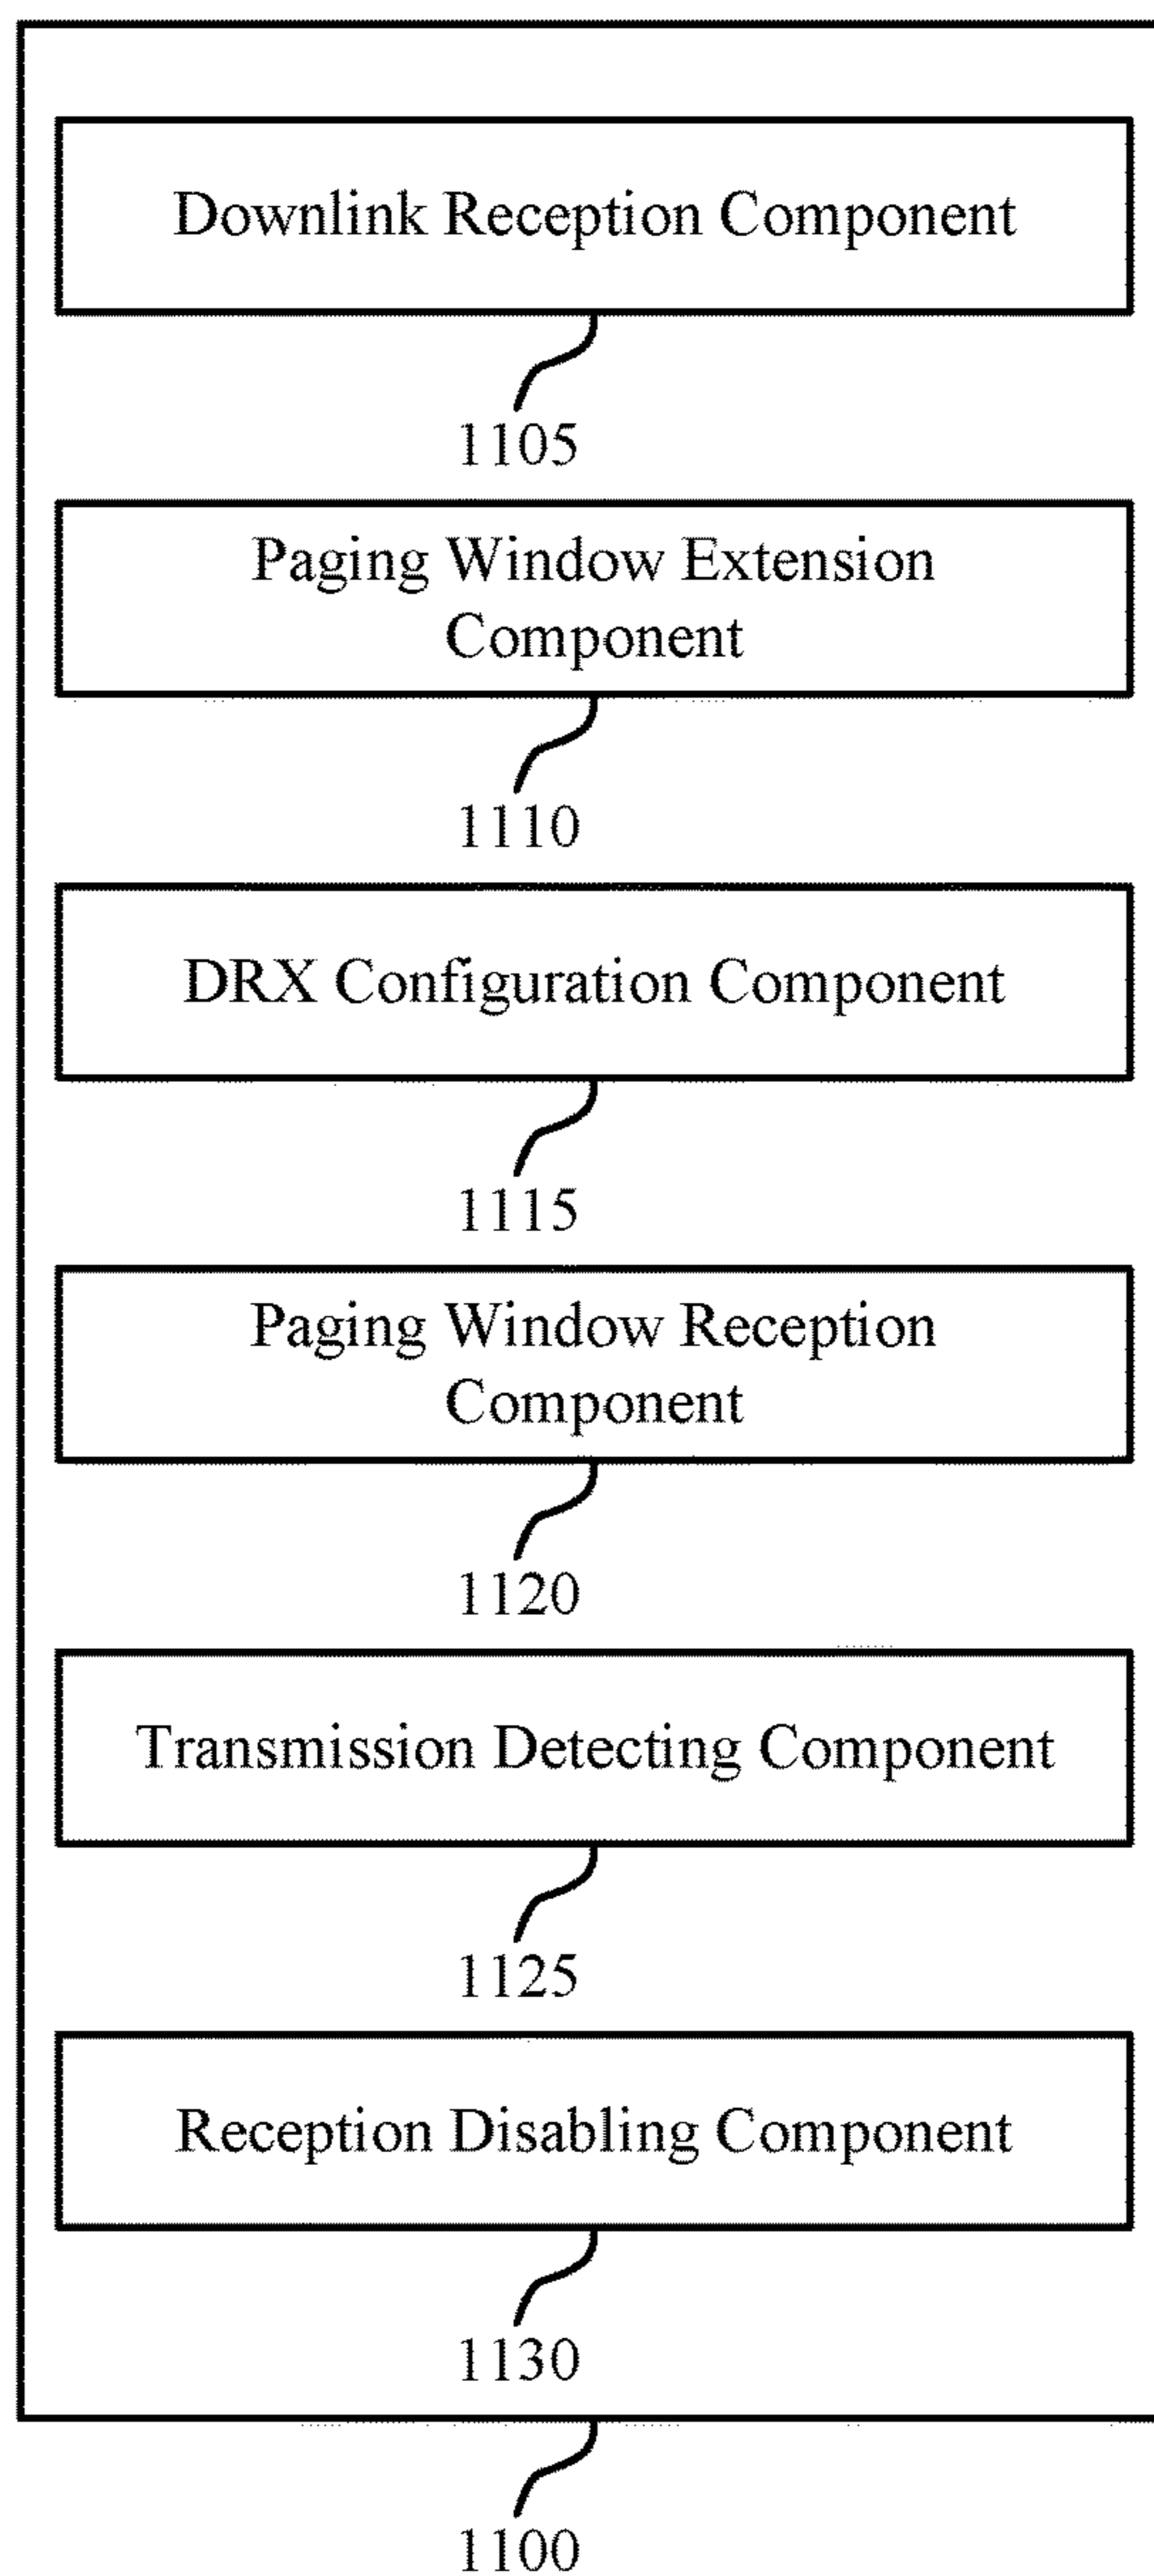 Downlink Reception Component
1105
Paging Window Extension
Component
1110
DRX Configuration Component
1115
Paging Window Reception
Component
1120
Transmission Detecting Component
1125
Reception Disabling Component
1130
1100